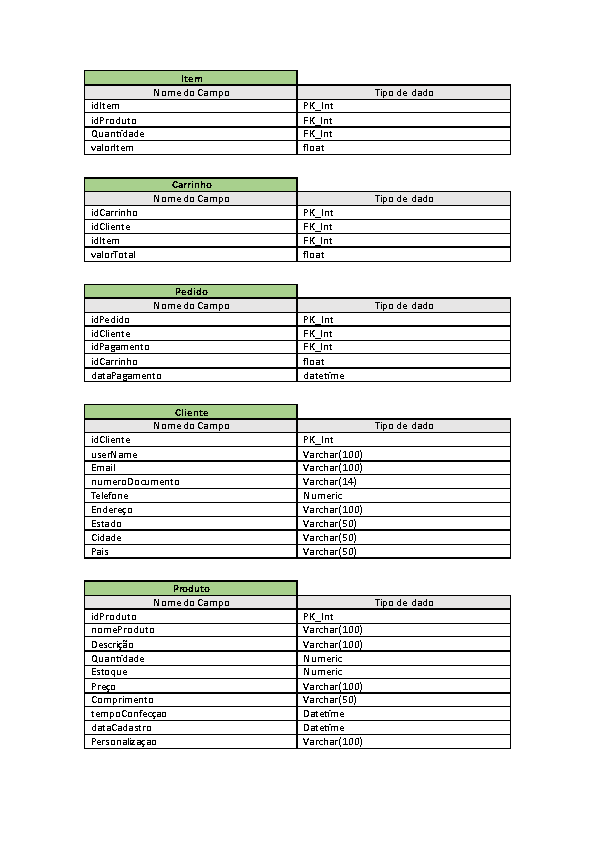 Item
Nome do Campo Tipo de dado
idItem PK_Int
idProduto FK_Int
Quantidade FK_Int
valorItem float
Carrinho
Nome do Campo Tipo de dado
idCarrinho PK_Int
idCliente FK_Int
idItem FK_Int
valorTotal float
Pedido
Nome do Campo Tipo de dado
idPedido PK_Int
idCliente FK_Int
idPagamento FK_Int
idCarrinho float
dataPagamento datetime
Cliente
Nome do Campo Tipo de dado
idCliente PK_Int
userName Varchar(100)
Email Varchar(100)
numeroDocumento Varchar(14)
Telefone Numeric
Endereço Varchar(100)
Estado Varchar(50)
Cidade Varchar(50)
Pais Varchar(50)
Produto
Nome do Campo Tipo de dado
idProduto PK_Int
nomeProduto Varchar(100)
Descrição Varchar(100)
Quantidade Numeric
Estoque Numeric
Preço Varchar(100)
Comprimento Varchar(50)
tempoConfecçao Datetime
dataCadastro Datetime
Personalizaçao Varchar(100)